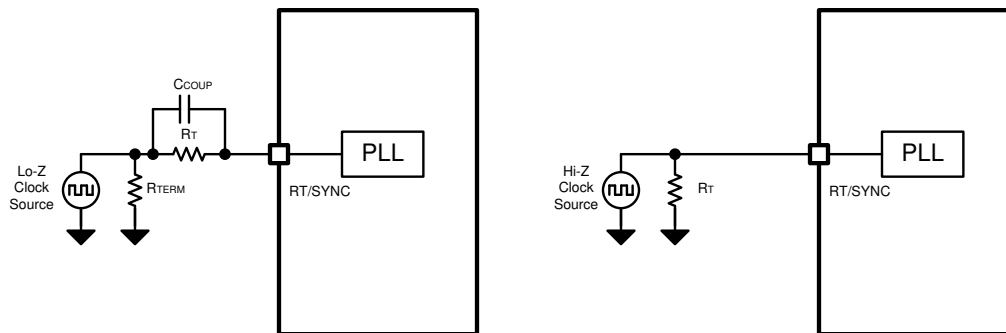 CCOUP
RT
PLL
Lo-Z
Clock
Source
RTERM
RT/SYNC
Hi-Z
Clock
Source
RT
PLL
RT/SYNC